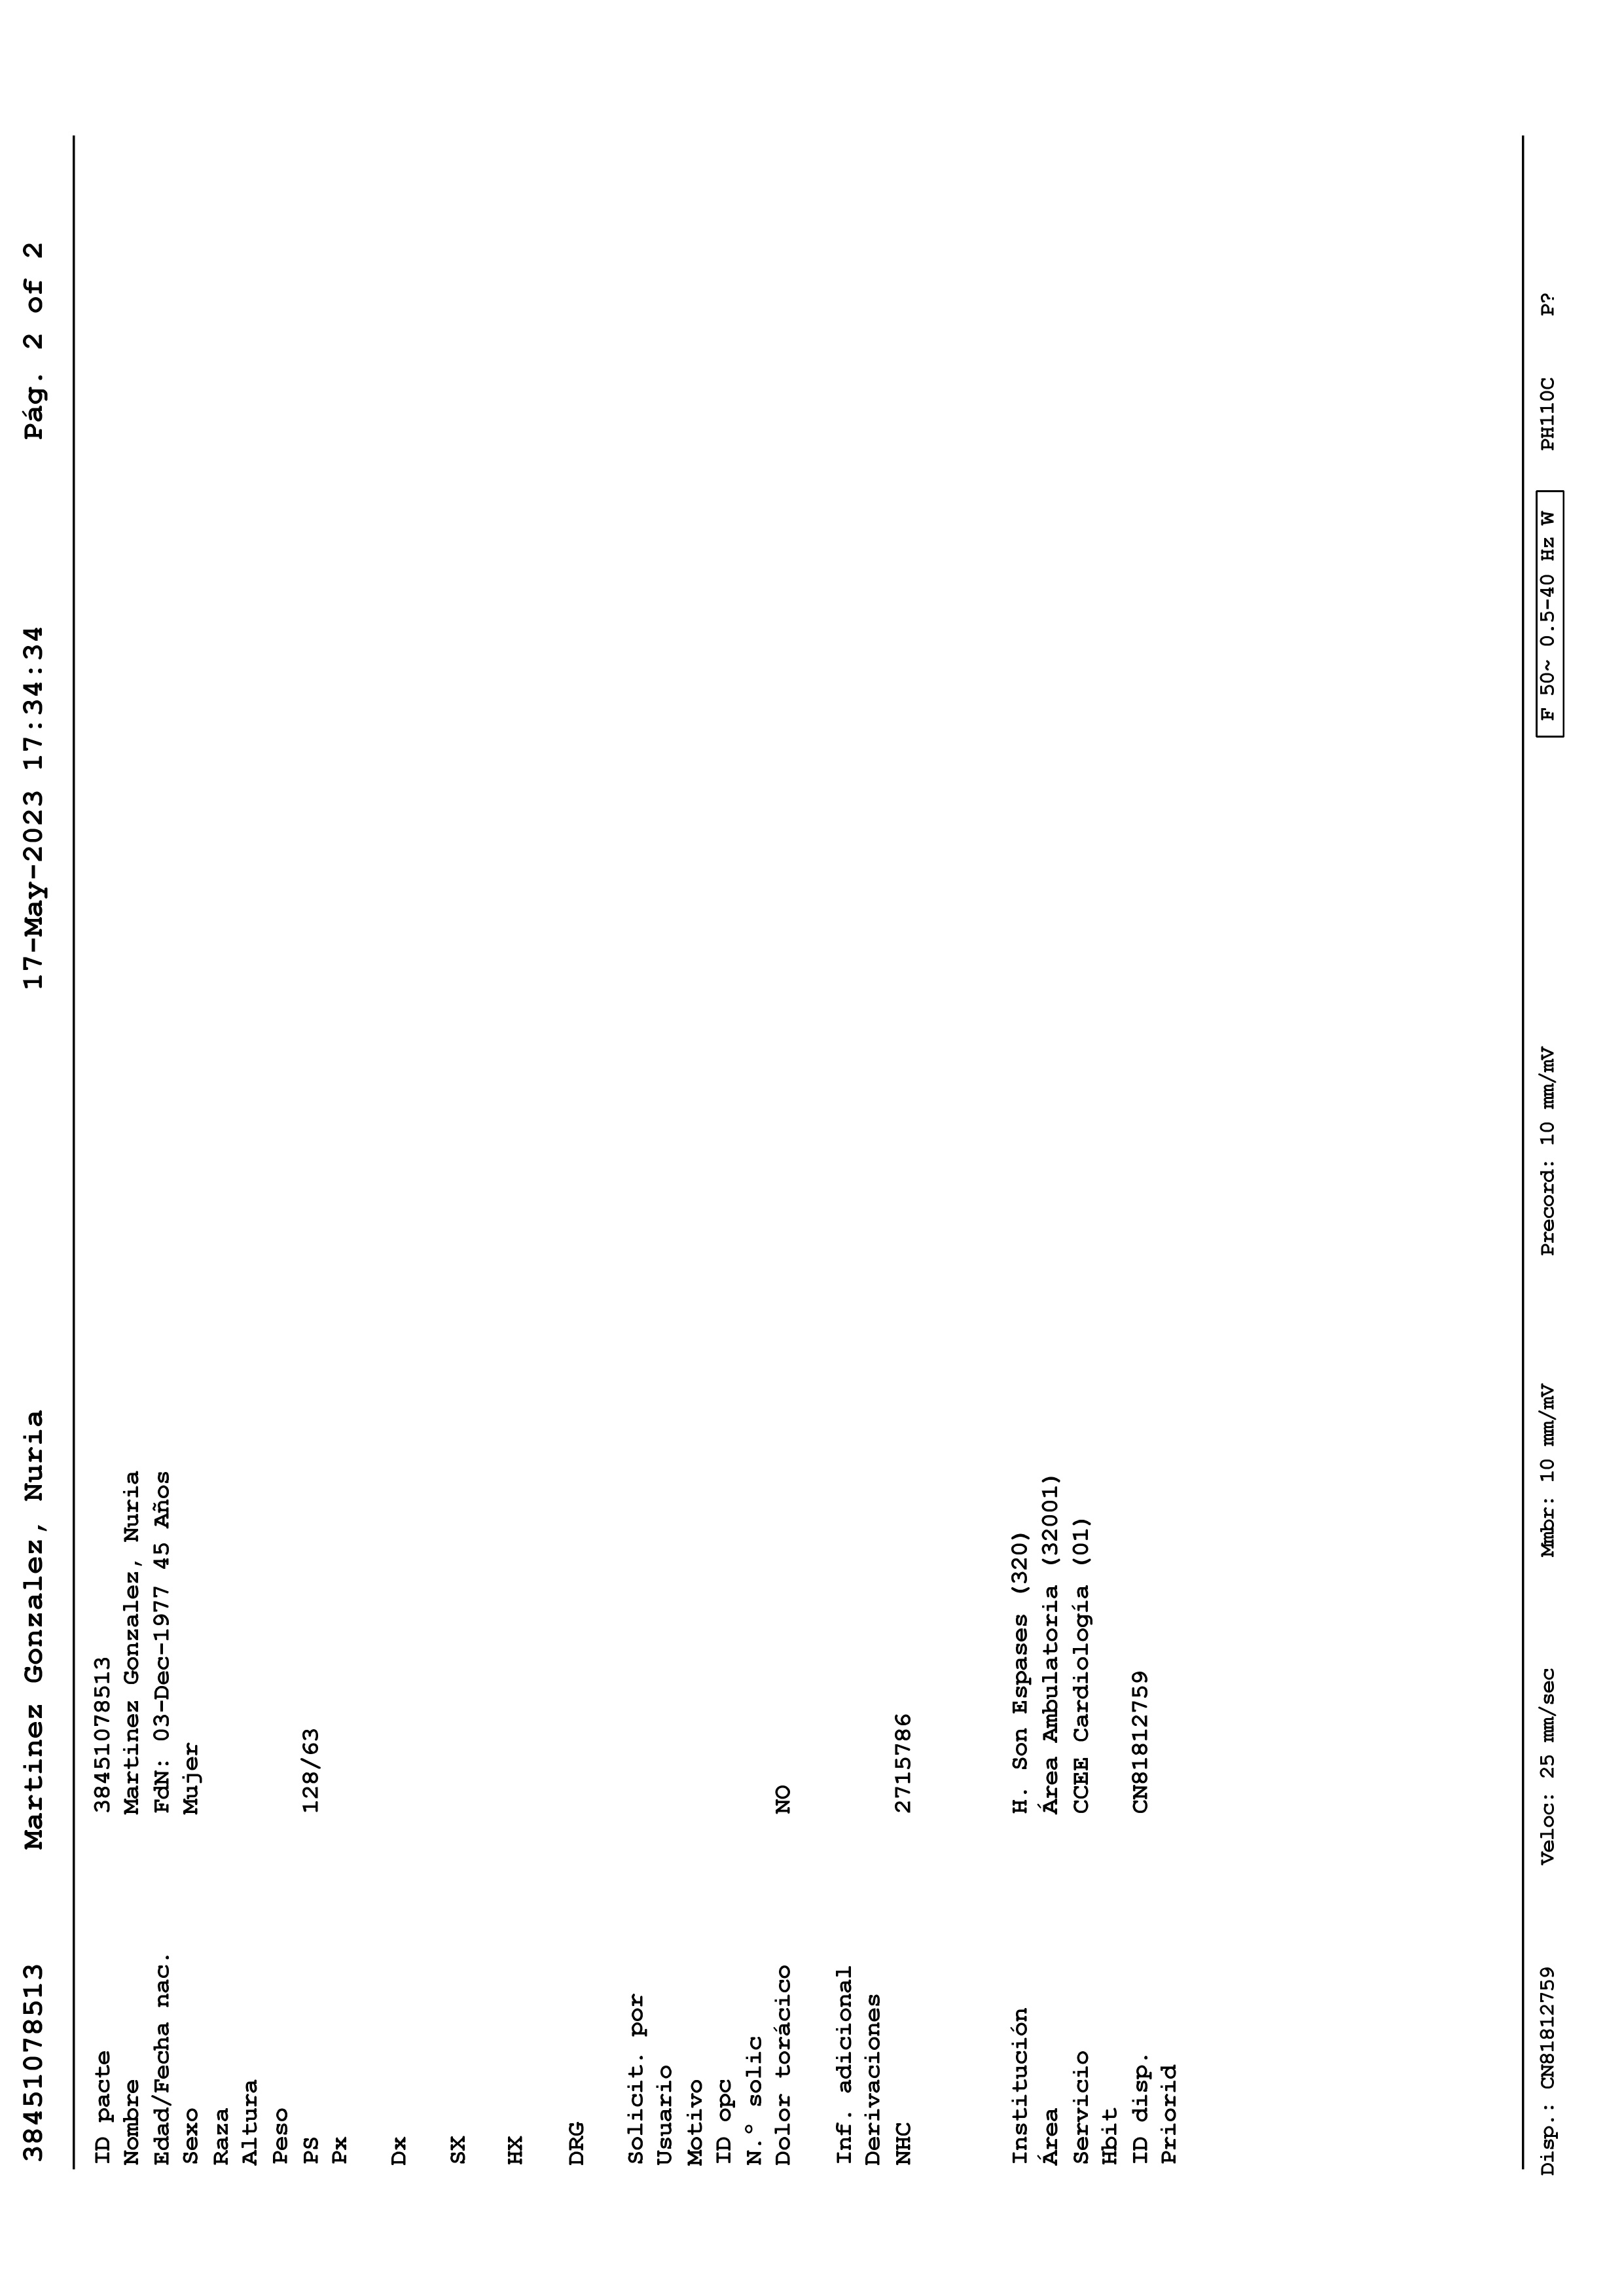 38451078513 Martinez Gonzalez, Nuria 17-May-2023 17:34:34 Pág. 2 of 2
ID pacte 38451078513
Nombre Martinez Gonzalez, Nuria
Edad/Fecha nac. FdN: 03-Dec-1977 45 Años
Sexo Mujer
Raza
Altura
Peso
PS 128/63
Px
Dx
SX
HX
DRG
Solicit. por
Usuario
Motivo
ID opc
N.º solic
Dolor torácico NO
Inf. adicional
Derivaciones
NHC 2715786
Institución H. Son Espases (320)
Área Área Ambulatoria (32001)
Servicio CCEE Cardiología (01)
Hbit
ID disp. CN81812759
Priorid
Disp.: CN81812759 Veloc: 25 mm/sec Mmbr: 10 mm/mV Precord: 10 mm/mV F 50~ 0.5-40 Hz W PH110C P?